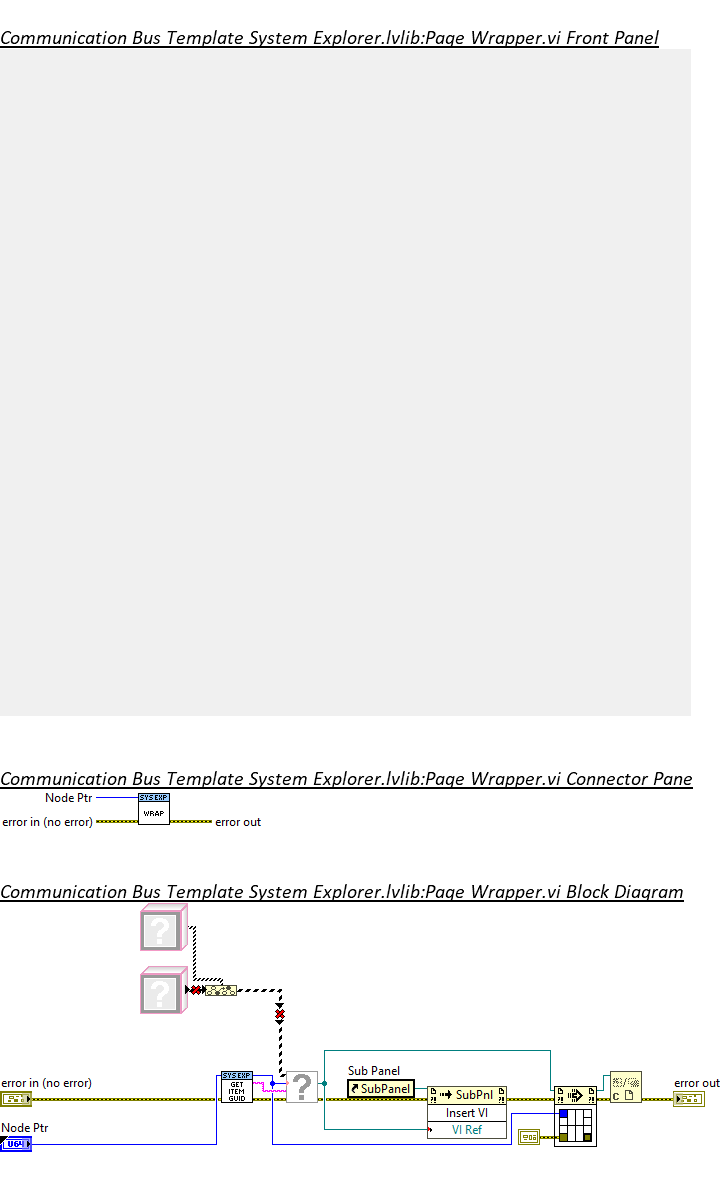 Communication Bus Template System Explorer.lvlib:Page Wrapper.vi Front Panel
Communication Bus Template System Explorer.lvlib:Page Wrapper.vi Connector Pane
Node Ptr
SYS EXP
WRAP
error in (no error)
error out
Communication Bus Template System Explorer.lvlib:Page Wrapper.vi Block Diagram
?
?
error in (no error)
SYS EXP
GET
ITEM
GUID
?
Sub Panel
SubPanel
SubPnl
Insert VI
VI Ref
C
error out
Node Ptr
U64